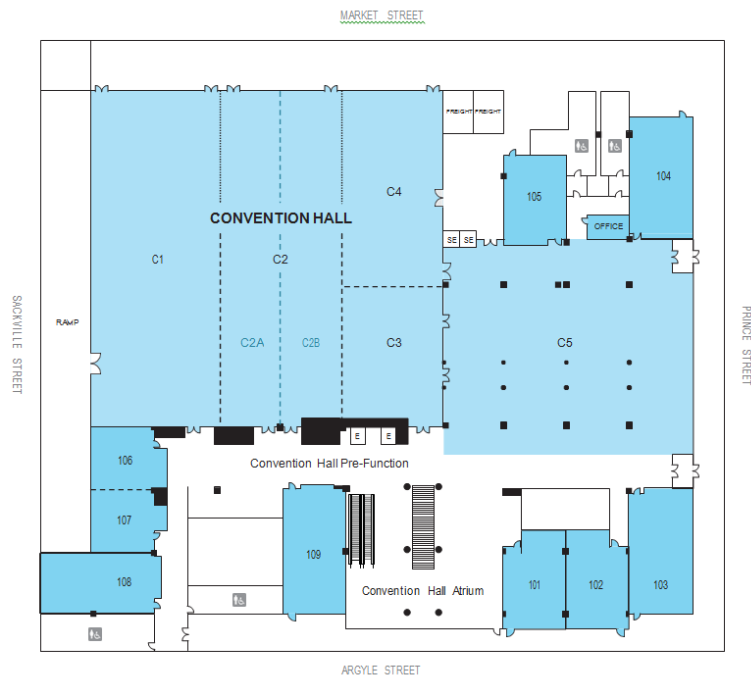 MARKET STREET
FREIGHT FREIGHT
C4
105
104
CONVENTION HALL
OFFICE
SE SE
C1
C2
SACKVILLE STREET
RAMP
C2A
C2B
C3
C5
PRINCE STREET
E E
106
Convention Hall Pre-Function
107
109
108
Convention Hall Atrium
101
102
103
ARGYLE STREET